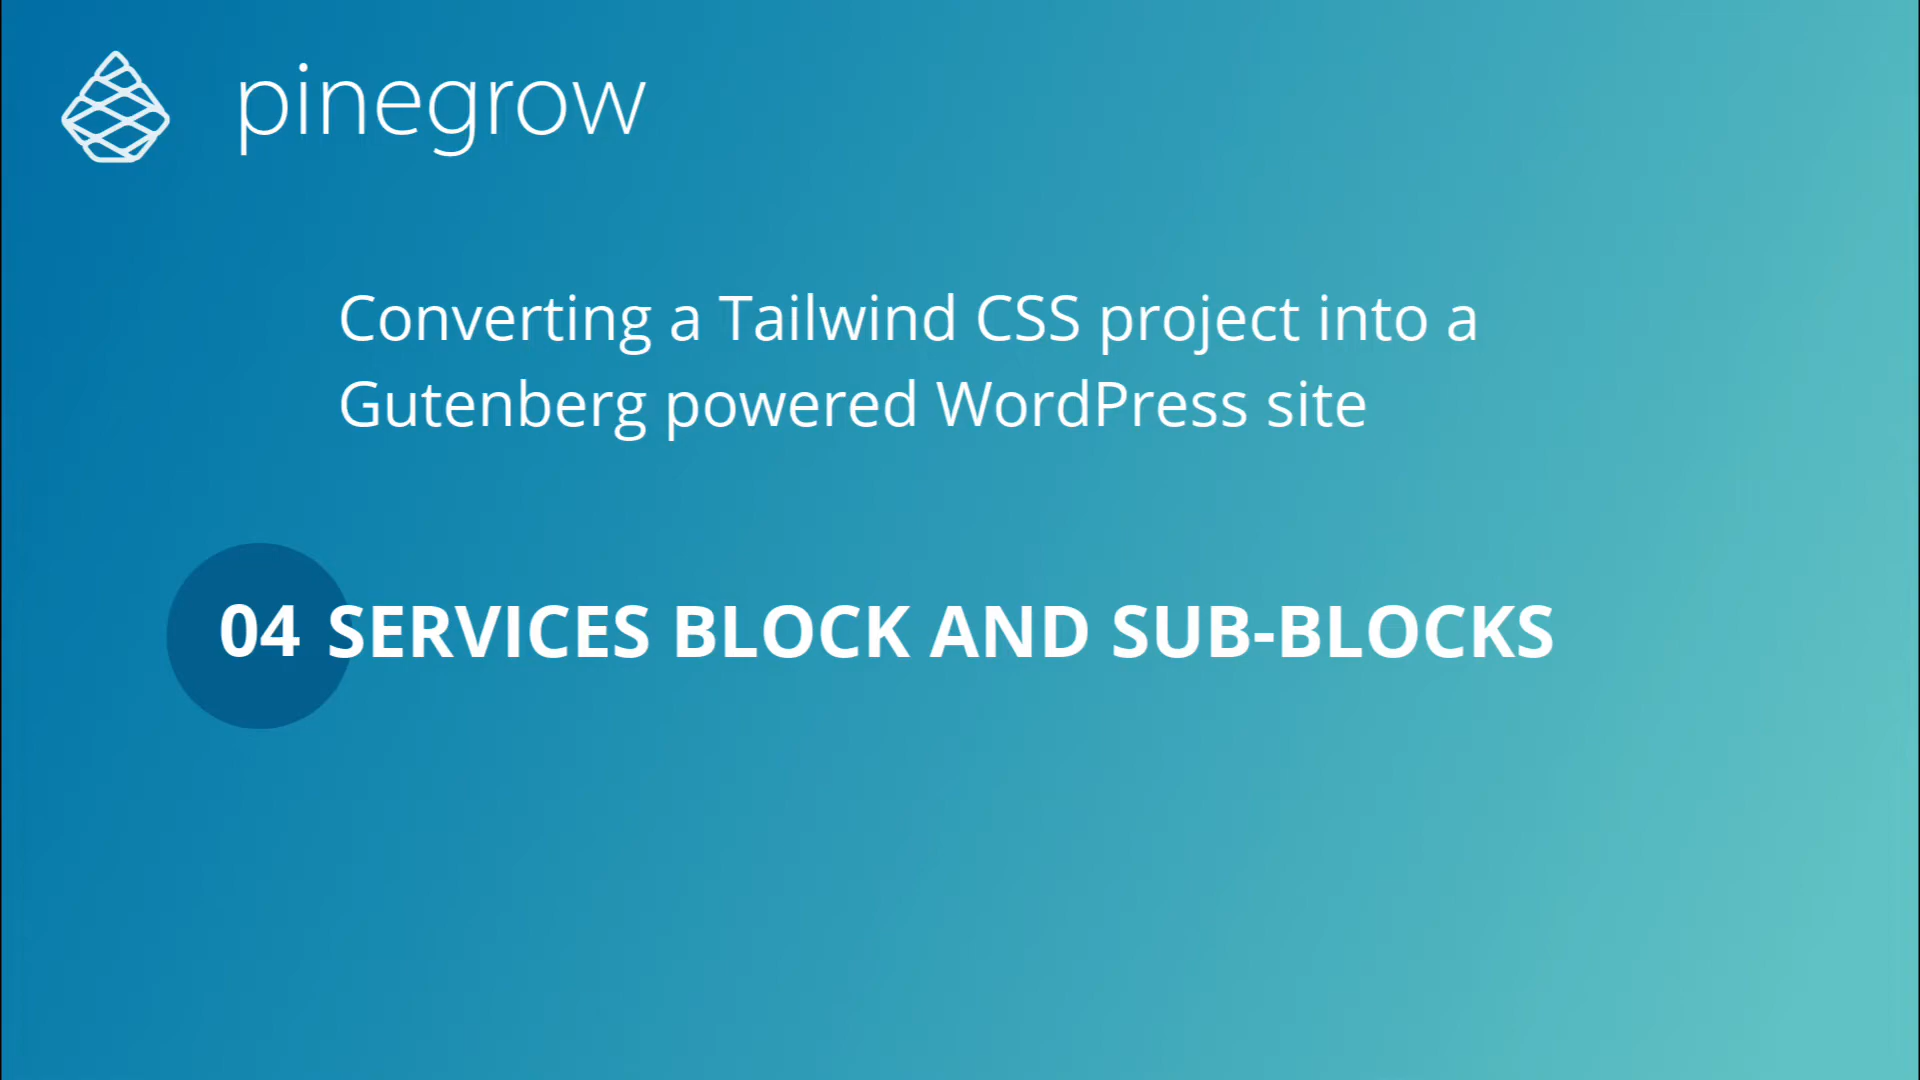 pinegrow
Converting a Tailwind CSS project into a
Gutenberg powered WordPress site
04 SERVICES BLOCK AND SUB-BLOCKS